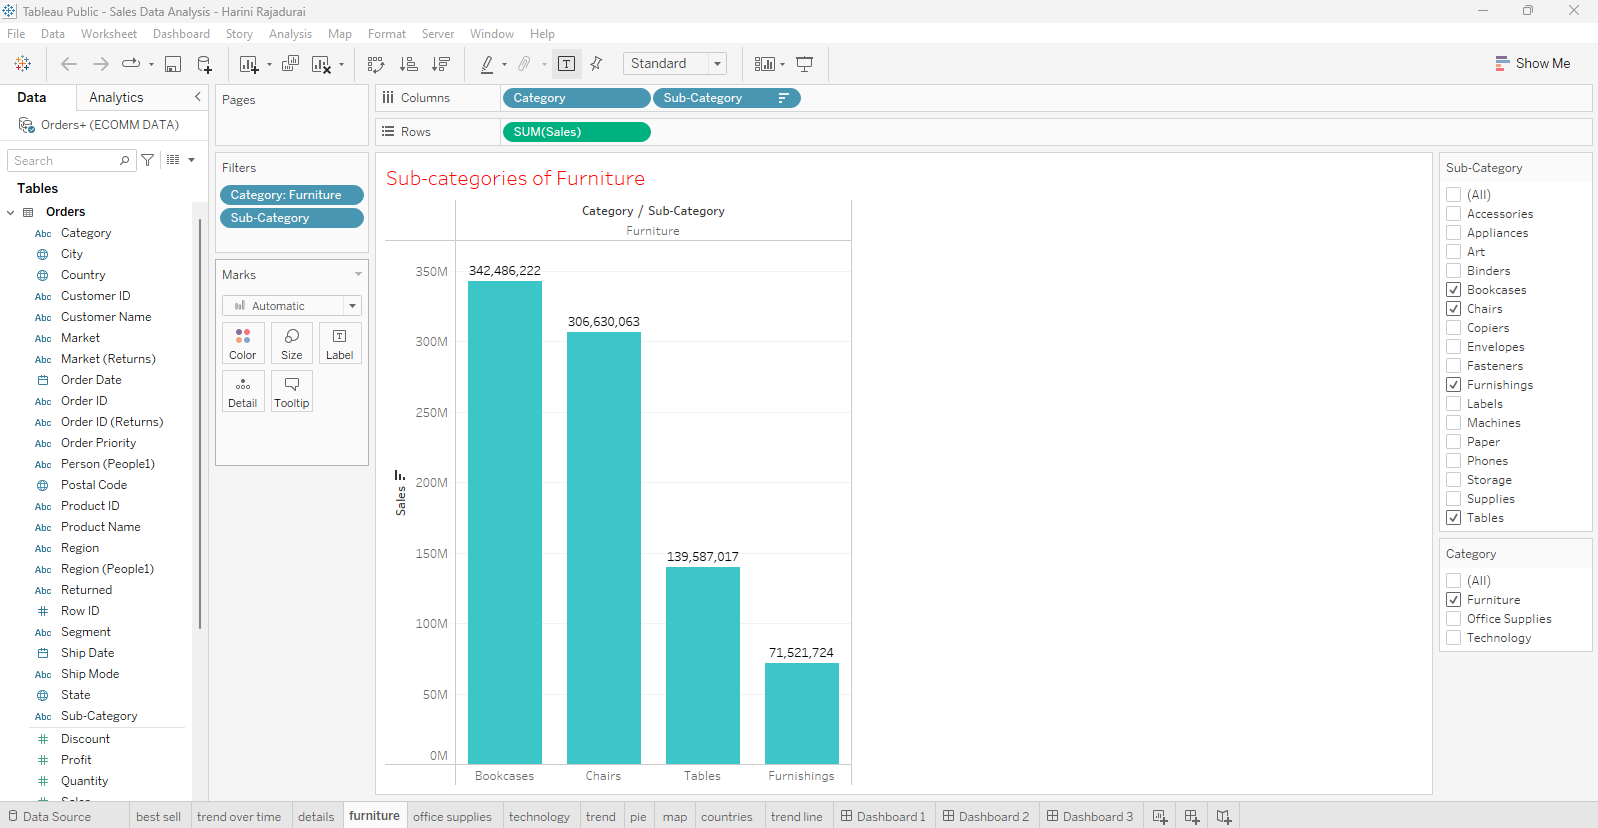 Tableau Public - Sales Data Analysis - Harini Rajadurai
File Data Worksheet Dashboard Story Analysis Map Format Server Window Help
Standard
Show Me
Data Analytics
Orders+ (ECOMM DATA)
Search
Tables
Orders
Abc Category
City
Country
Abc Customer ID
Abc Customer Name
Abc Market
Abc Market (Returns)
Order Date
Abc Order ID
Abc Order ID (Returns)
Abc Order Priority
Abc Person (People1)
Postal Code
Abc Product ID
Abc Product Name
Abc Region
Abc Region (People1)
Abc Returned
Row ID
Abc Segment
Ship Date
Abc Ship Mode
State
Abc Sub-Category
Discount
Profit
Quantity
Pages
Filters
Category: Furniture
Sub-Category
Marks
Automatic
Color Size Label
Detail Tooltip
Columns Category Sub-Category
Rows SUM(Sales)
Sub-categories of Furniture
Category / Sub-Category
Furniture
350M
300M
250M
200M
150M
100M
50M
0M
Sales
342,486,222
306,630,063
139,587,017
71,521,724
Bookcases Chairs Tables Furnishings
Sub-Category
(All)
Accessories
Appliances
Art
Binders
Bookcases
Chairs
Copiers
Envelopes
Fasteners
Furnishings
Labels
Machines
Paper
Phones
Storage
Supplies
Tables
Category
(All)
Furniture
Office Supplies
Technology
Data Source best sell trend over time details furniture office supplies technology trend pie map countries trend line Dashboard 1 Dashboard 2 Dashboard 3